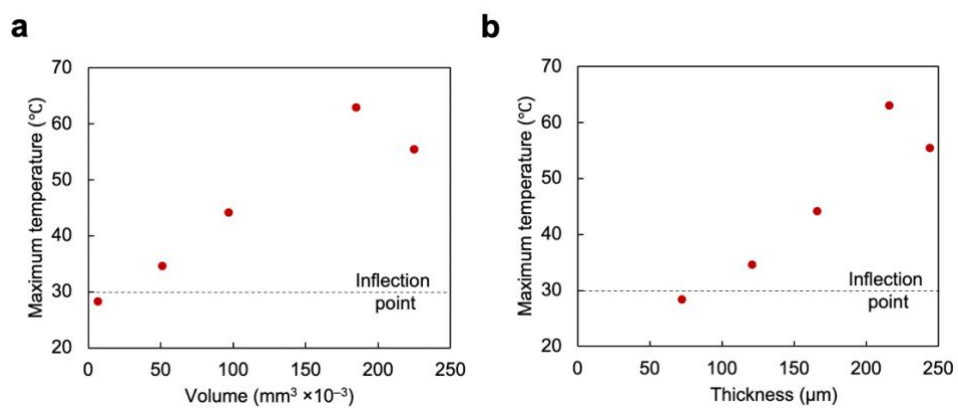 a
70
60
50
40
30
20
Maximum temperature (°C)
Inflection
point
0 50 100 150 200 250
Volume (mm³ ×10⁻³)
b
70
60
50
40
30
20
Maximum temperature (°C)
Inflection
point
0 50 100 150 200 250
Thickness (µm)